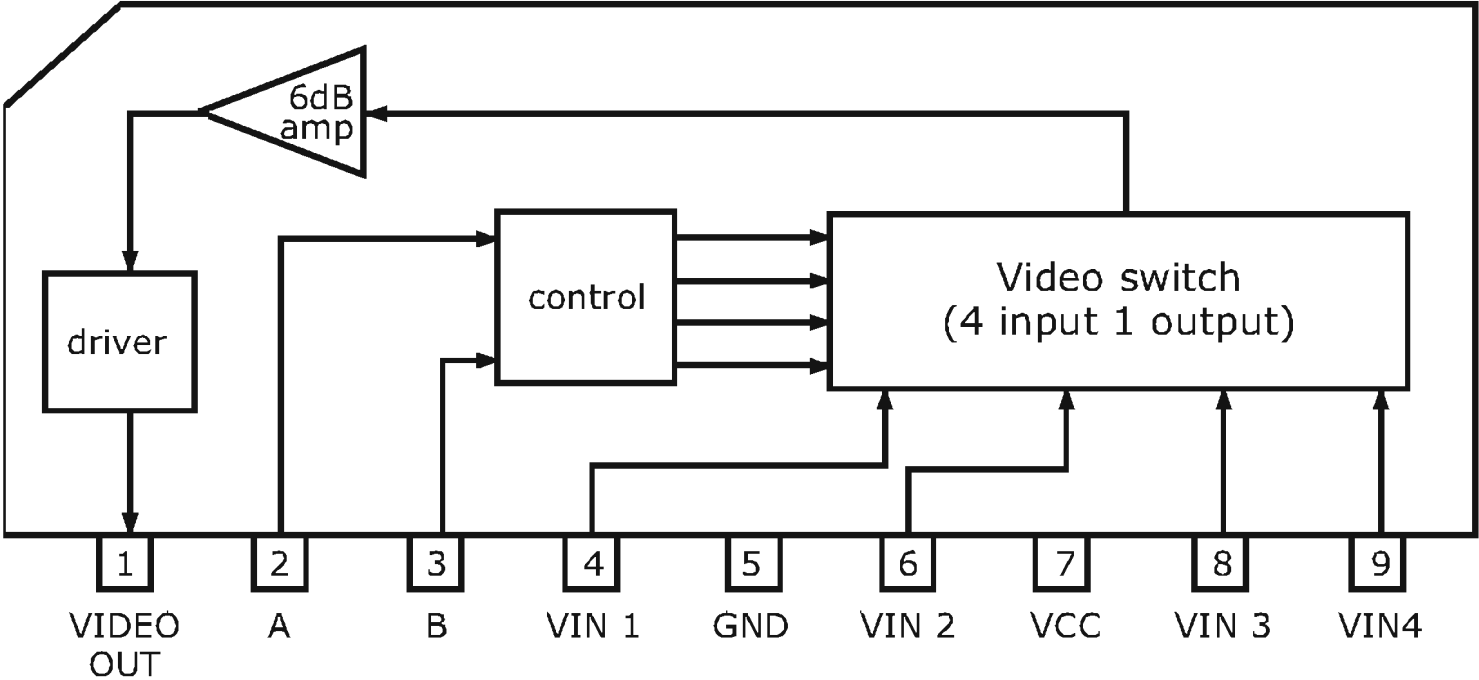 6dB
amp
driver
control
Video switch
(4 input 1 output)
1 2 3 4 5 6 7 8 9
VIDEO OUT
A
B
VIN 1
GND
VIN 2
VCC
VIN 3
VIN4